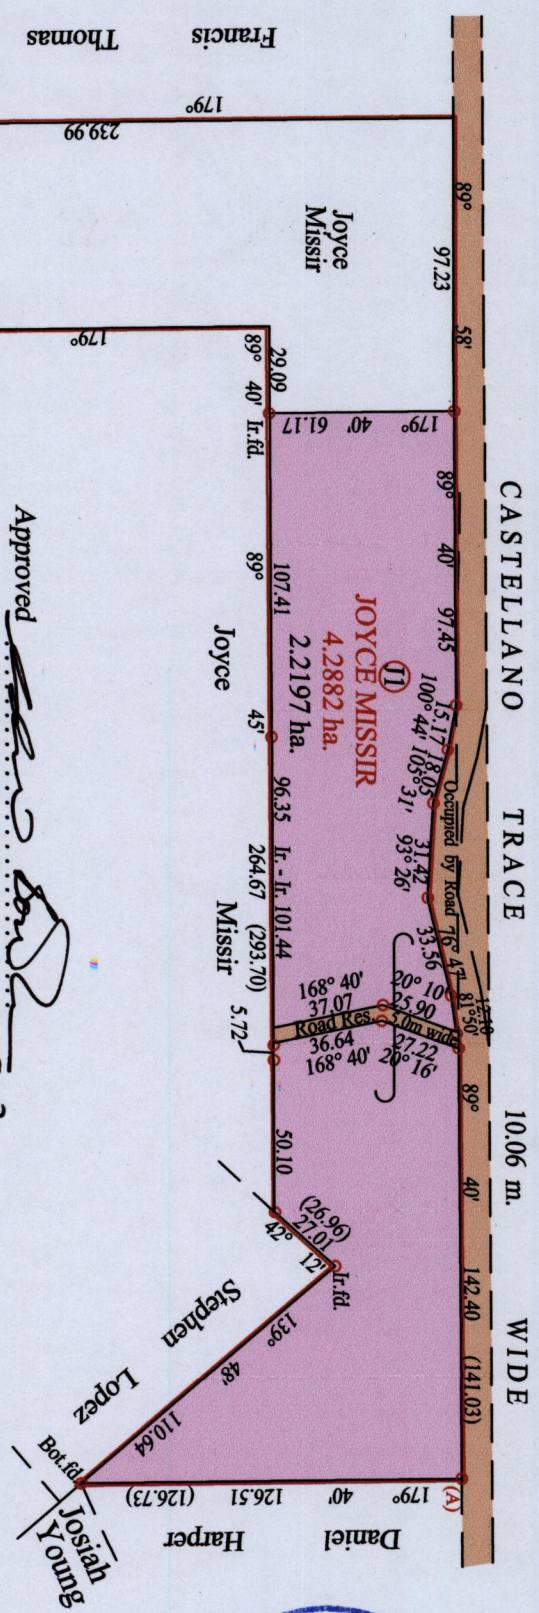 CASTELLANO TRACE 10.06 m. WIDE
Francis
Thomas
179°
239.99
89° 97.23 58'
Joyce
Missir
179°
29.09
89° 40' Ir.fd.
179° 40' 61.17
89° 40' 97.45
J1
JOYCE MISSIR
4.2882 ha.
2.2197 ha.
15.17
100° 44'
18.05
105° 31'
31.42
93° 26'
Occupied by Road
33.56
76° 47'
12.10
81° 50'
20° 10'
25.90
168° 40'
37.07
Road Res.
5.0m wide
36.64
168° 40'
27.22
20° 16'
89° 40' 142.40 (141.03)
(A)
107.41
89° 45'
96.35 Ir. - Ir. 101.44
264.67 (293.70)
5.72
50.10
Joyce
Missir
(26.96)
27.01
42° 12'
Ir.fd.
139° 48' 110.64
Stephen
Lopez
Bot.fd.
179° 40' 126.51 (126.73)
Daniel
Harper
Josiah
Young
Approved